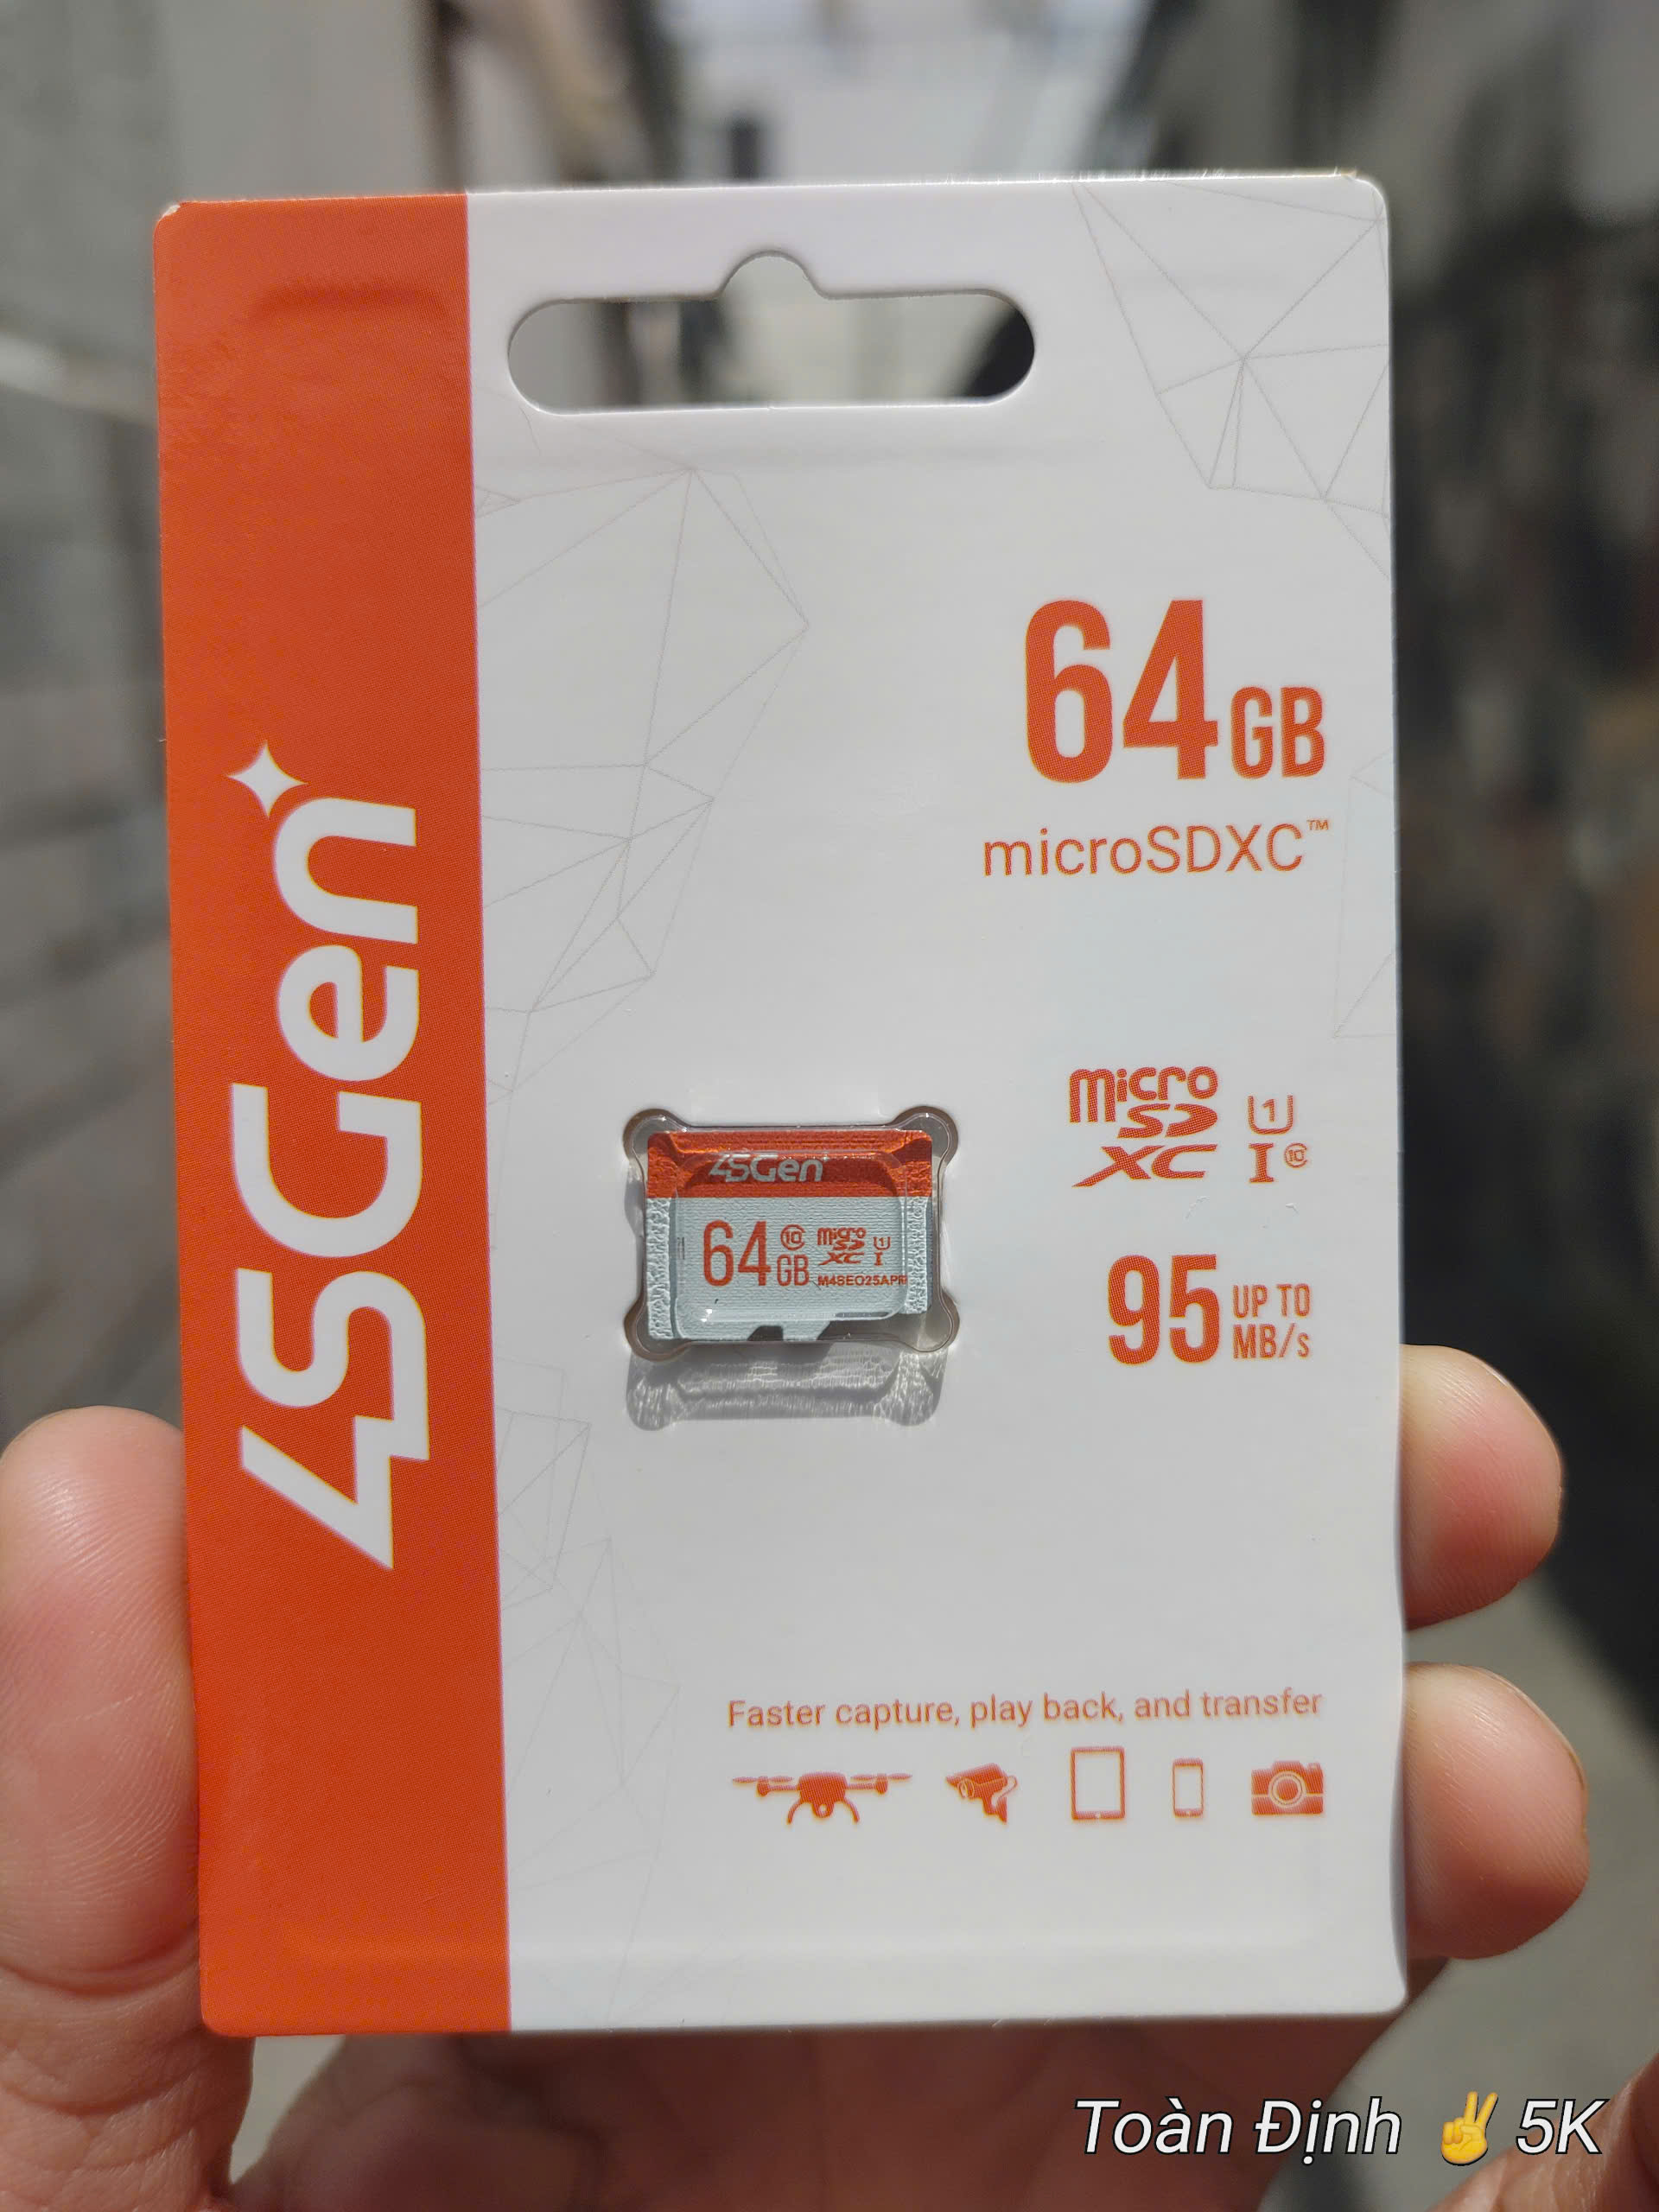 4SGen
64GB
microSDXC™
4SGen
64GB 10 micro SD XC U1 I
M48EO25APR
micro SD XC U1 I 10
95 UP TO MB/s
Faster capture, play back, and transfer
Toàn Định ✌ 5K